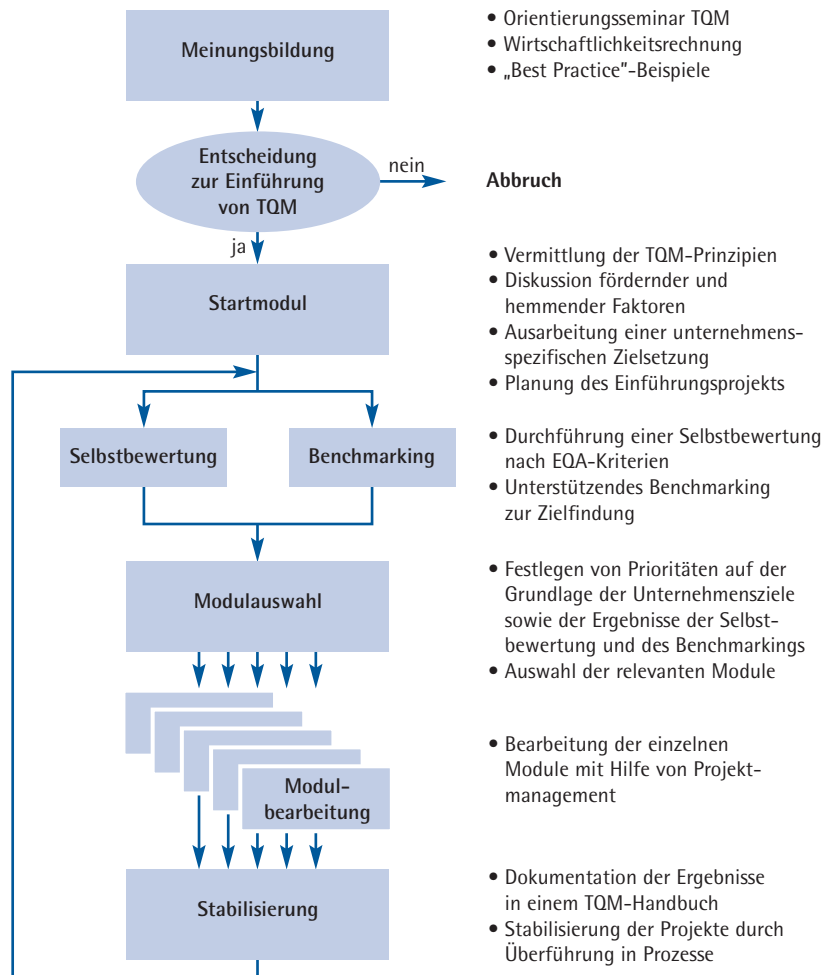 Meinungsbildung
• Orientierungsseminar TQM
• Wirtschaftlichkeitsrechnung
• „Best Practice"-Beispiele
Entscheidung
zur Einführung
von TQM
nein
Abbruch
ja
Startmodul
• Vermittlung der TQM-Prinzipien
• Diskussion fördernder und
hemmender Faktoren
• Ausarbeitung einer unternehmens-
spezifischen Zielsetzung
• Planung des Einführungsprojekts
Selbstbewertung
Benchmarking
• Durchführung einer Selbstbewertung
nach EQA-Kriterien
• Unterstützendes Benchmarking
zur Zielfindung
Modulauswahl
• Festlegen von Prioritäten auf der
Grundlage der Unternehmensziele
sowie der Ergebnisse der Selbst-
bewertung und des Benchmarkings
• Auswahl der relevanten Module
Modul-
bearbeitung
• Bearbeitung der einzelnen
Module mit Hilfe von Projekt-
management
Stabilisierung
• Dokumentation der Ergebnisse
in einem TQM-Handbuch
• Stabilisierung der Projekte durch
Überführung in Prozesse